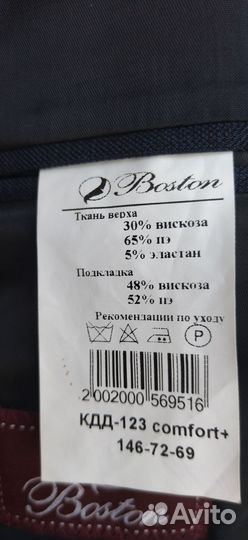 Boston
Ткань верха
30% вискоза
65% пэ
5% эластан
Подкладка
48% вискоза
52% пэ
Рекомендации по уходу
P
2002000569516
КДД-123 comfort+
146-72-69
Boston
Avito